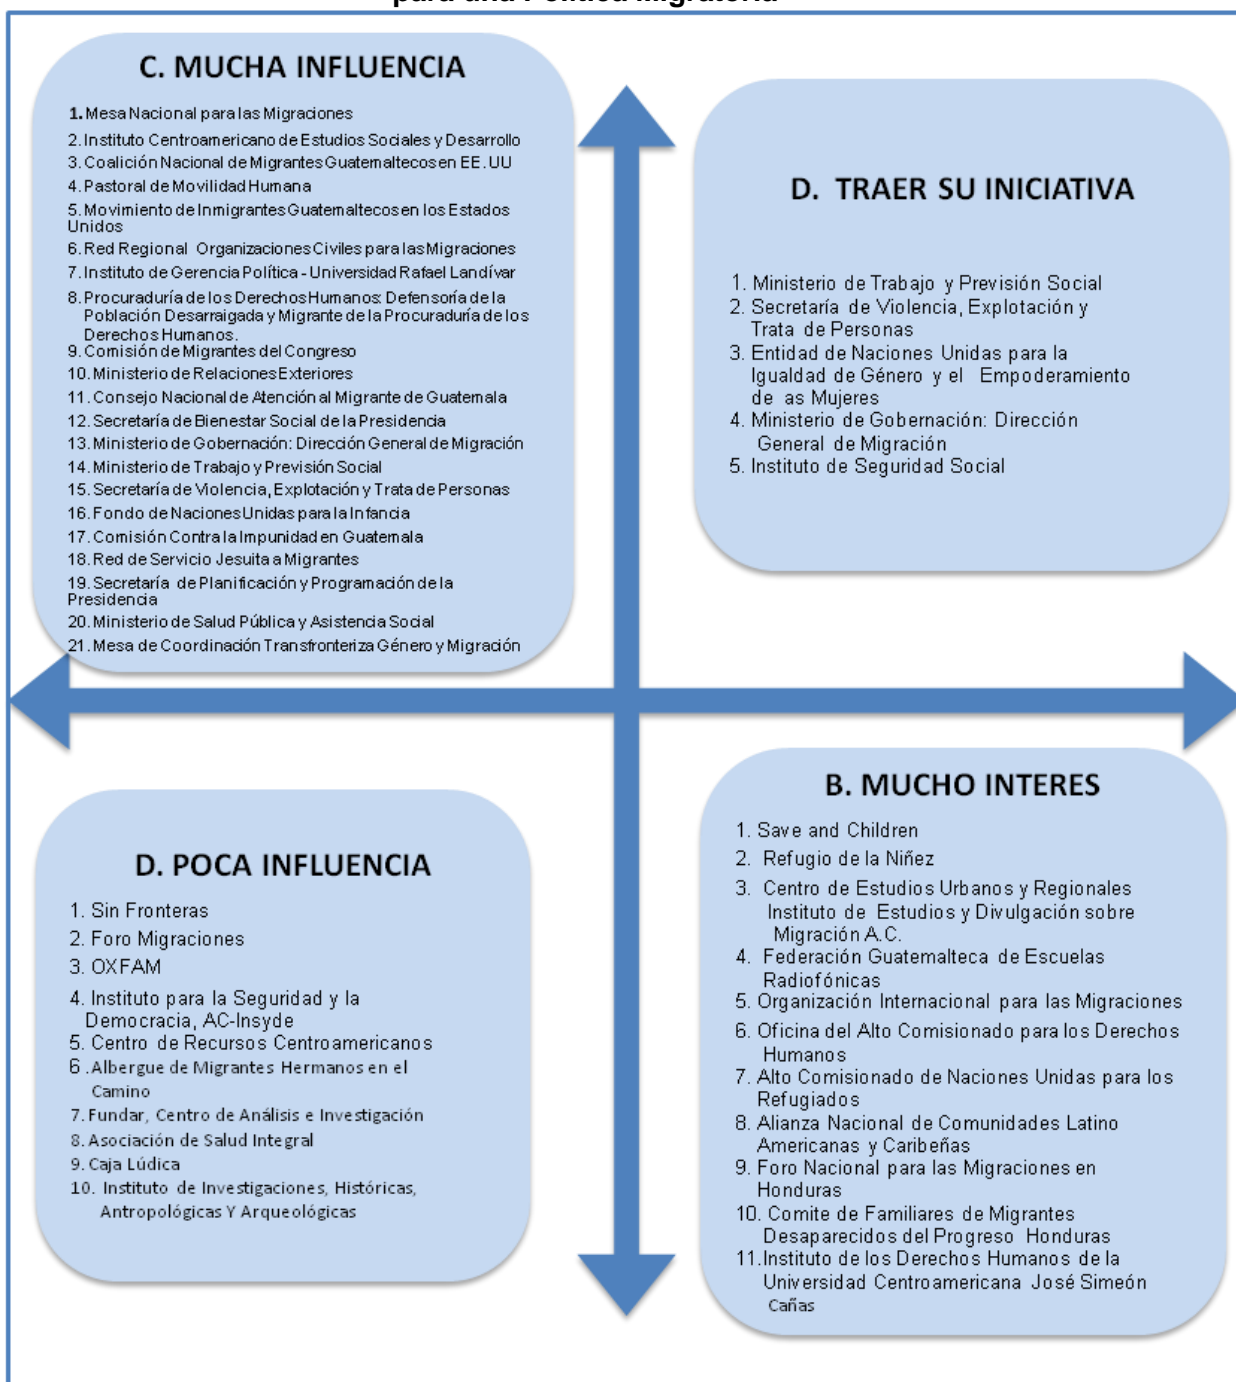 para una Política Migratoria
C. MUCHA INFLUENCIA
1. Mesa Nacional para las Migraciones
2. Instituto Centroamericano de Estudios Sociales y Desarrollo
3. Coalición Nacional de Migrantes Guatemaltecos en EE.UU
4. Pastoral de Movilidad Humana
5. Movimiento de Inmigrantes Guatemaltecos en los Estados
Unidos
6. Red Regional Organizaciones Civiles para las Migraciones
7. Instituto de Gerencia Política - Universidad Rafael Landívar
8. Procuraduría de los Derechos Humanos: Defensoría de la
Población Desarraigada y Migrante de la Procuraduría de los
Derechos Humanos.
9. Comisión de Migrantes del Congreso
10. Ministerio de Relaciones Exteriores
11. Consejo Nacional de Atención al Migrante de Guatemala
12. Secretaría de Bienestar Social de la Presidencia
13. Ministerio de Gobernación: Dirección General de Migración
14. Ministerio de Trabajo y Previsión Social
15. Secretaría de Violencia, Explotación y Trata de Personas
16. Fondo de Naciones Unidas para la Infancia
17. Comisión Contra la Impunidad en Guatemala
18. Red de Servicio Jesuita a Migrantes
19. Secretaría de Planificación y Programación de la
Presidencia
20. Ministerio de Salud Pública y Asistencia Social
21. Mesa de Coordinación Transfronteriza Género y Migración
D. TRAER SU INICIATIVA
1. Ministerio de Trabajo y Previsión Social
2. Secretaría de Violencia, Explotación y
Trata de Personas
3. Entidad de Naciones Unidas para la
Igualdad de Género y el Empoderamiento
de as Mujeres
4. Ministerio de Gobernación: Dirección
General de Migración
5. Instituto de Seguridad Social
D. POCA INFLUENCIA
1. Sin Fronteras
2. Foro Migraciones
3. OXFAM
4. Instituto para la Seguridad y la
Democracia, AC-Insyde
5. Centro de Recursos Centroamericanos
6 .Albergue de Migrantes Hermanos en el
Camino
7. Fundar, Centro de Análisis e Investigación
8. Asociación de Salud Integral
9. Caja Lúdica
10. Instituto de Investigaciones, Históricas,
Antropológicas Y Arqueológicas
B. MUCHO INTERES
1. Save and Children
2. Refugio de la Niñez
3. Centro de Estudios Urbanos y Regionales
Instituto de Estudios y Divulgación sobre
Migración A.C.
4. Federación Guatemalteca de Escuelas
Radiofónicas
5. Organización Internacional para las Migraciones
6. Oficina del Alto Comisionado para los Derechos
Humanos
7. Alto Comisionado de Naciones Unidas para los
Refugiados
8. Alianza Nacional de Comunidades Latino
Americanas y Caribeñas
9. Foro Nacional para las Migraciones en
Honduras
10. Comite de Familiares de Migrantes
Desaparecidos del Progreso Honduras
11.Instituto de los Derechos Humanos de la
Universidad Centroamericana José Simeón
Cañas